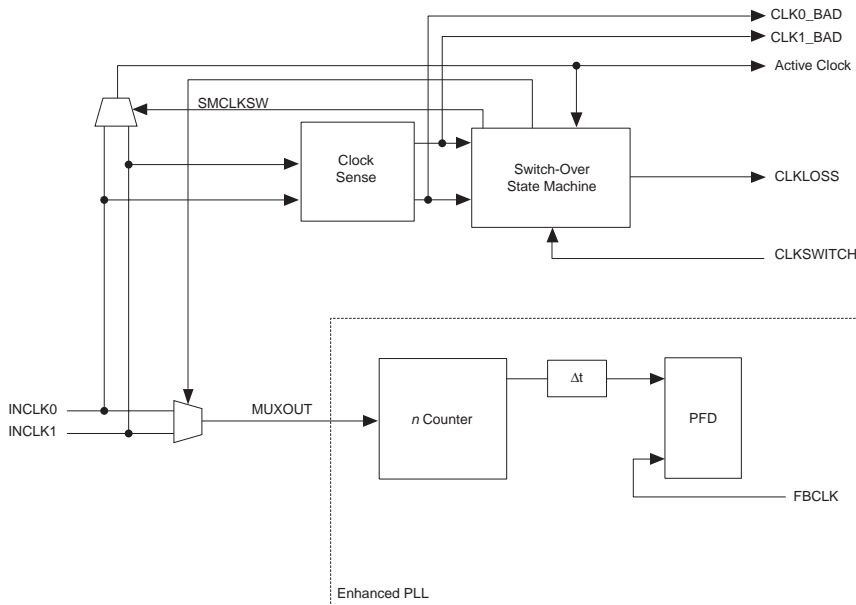 CLK0_BAD
CLK1_BAD
Active Clock
SMCLKSW
Clock
Sense
Switch-Over
State Machine
CLKLOSS
CLKSWITCH
INCLK0
INCLK1
MUXOUT
n Counter
Δt
PFD
FBCLK
Enhanced PLL